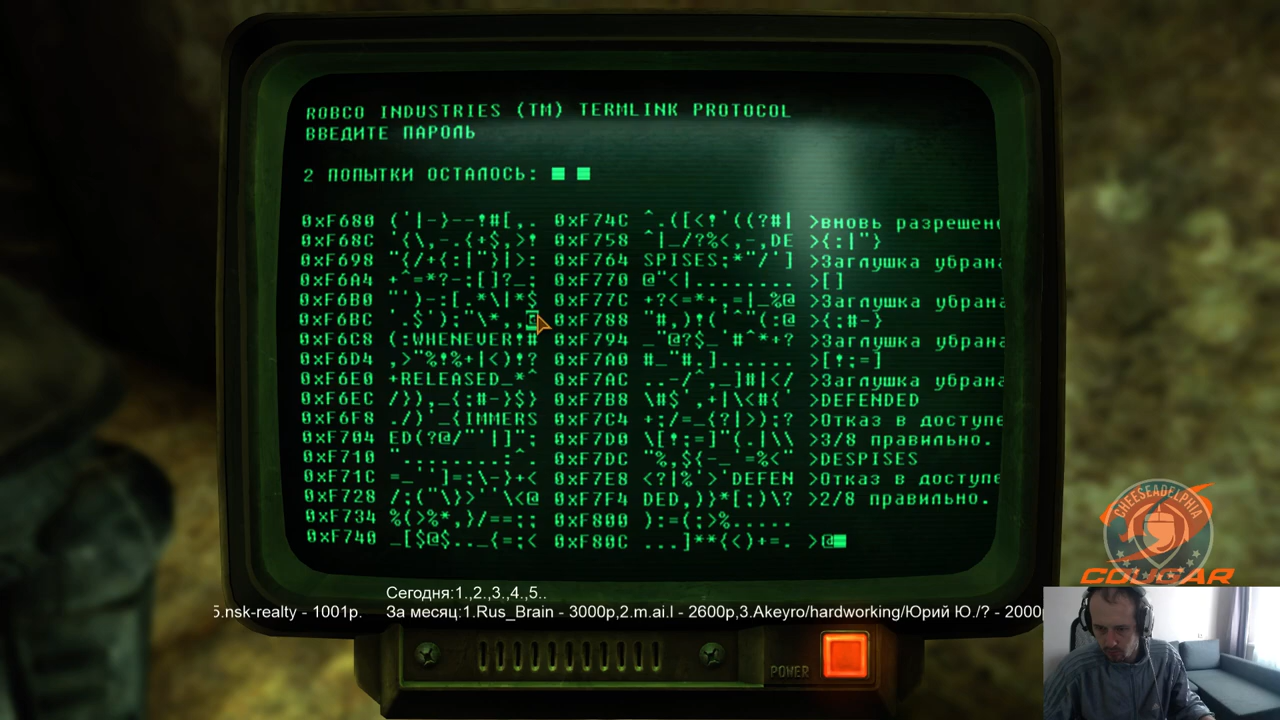 ROBCO INDUSTRIES (TM) TERMLINK PROTOCOL
ВВЕДИТЕ ПАРОЛЬ
2 ПОПЫТКИ ОСТАЛОСЬ:
0xF680 ('|-}--!#[,. 0xF74C ^.([<!'((?#| >вновь разрешено
0xF68C '{\,-.{+$,>! 0xF758 ^|_/?%<,-,DE >{:|"}
0xF698 "{/+{:|"}|>: 0xF764 SPISES;*"/'] >Заглушка убрана
0xF6A4 +^=*?-;[]?_: 0xF770 @"<|........ >[]
0xF6B0 "')-:[.*\|*$ 0xF77C +?<=*+,=|_%@ >Заглушка убрана
0xF6BC '.$');"\*,, 0xF788 "#,)!('^"(:@ >{;#-}
0xF6C8 (:WHENEVER!# 0xF794 _"@?$_'#^*+? >Заглушка убрана
0xF6D4 ,>"%!%+|<)!? 0xF7A0 #_"#,]...... >[!;=]
0xF6E0 +RELEASED_*^ 0xF7AC ..-/^,_]#|</ >Заглушка убрана
0xF6EC /}),_{;#-}$} 0xF7B8 \#$',+|\<#{' >DEFENDED
0xF6F8 ./)'_{IMMERS 0xF7C4 +;/=_{?|>);? >Отказ в доступе
0xF704 ED(?@/"'|]"; 0xF7D0 \[!;=]"(.|\\ >3/8 правильно.
0xF710 "........:^. 0xF7DC "%,${-_'=%<" >DESPISES
0xF71C =_ˉ"]=;\-}+< 0xF7E8 <?|%'>'DEFEN >Отказ в доступе
0xF728 /;("\}>''\<@ 0xF7F4 DED,)}*[;)\? >2/8 правильно.
0xF734 %(>%*,}/==;; 0xF800 ):=(;>%.....
0xF740 _[$@$.._{=;< 0xF80C ...]**{<)+=. >@
Сегодня:1.,2.,3.,4.,5..
5.nsk-realty - 1001р. За месяц:1.Rus_Brain - 3000р,2.m.ai.l - 2600р,3.Akeyro/hardworking/Юрий Ю./? - 2000р
POWER
CHEESEADELPHIA
COUGAR